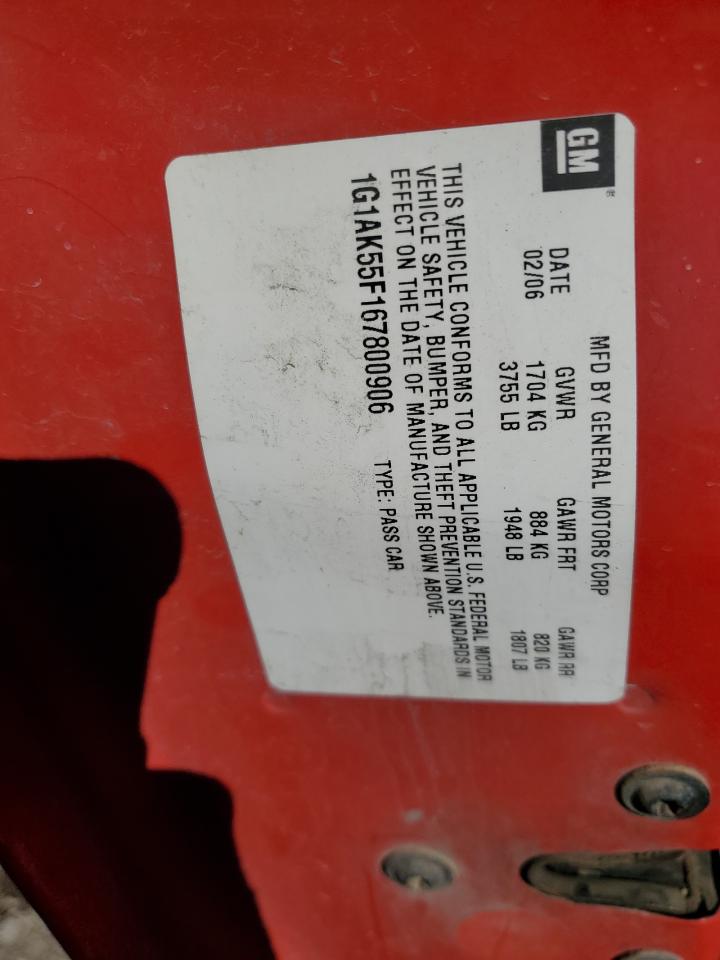 GM
MFD BY GENERAL MOTORS CORP
DATE GVWR GAWR FRT GAWR RR
02/06 1704 KG 884 KG 820 KG
3755 LB 1948 LB 1807 LB
THIS VEHICLE CONFORMS TO ALL APPLICABLE U.S. FEDERAL MOTOR
VEHICLE SAFETY, BUMPER, AND THEFT PREVENTION STANDARDS IN
EFFECT ON THE DATE OF MANUFACTURE SHOWN ABOVE.
1G1AK55F167800906 TYPE: PASS CAR